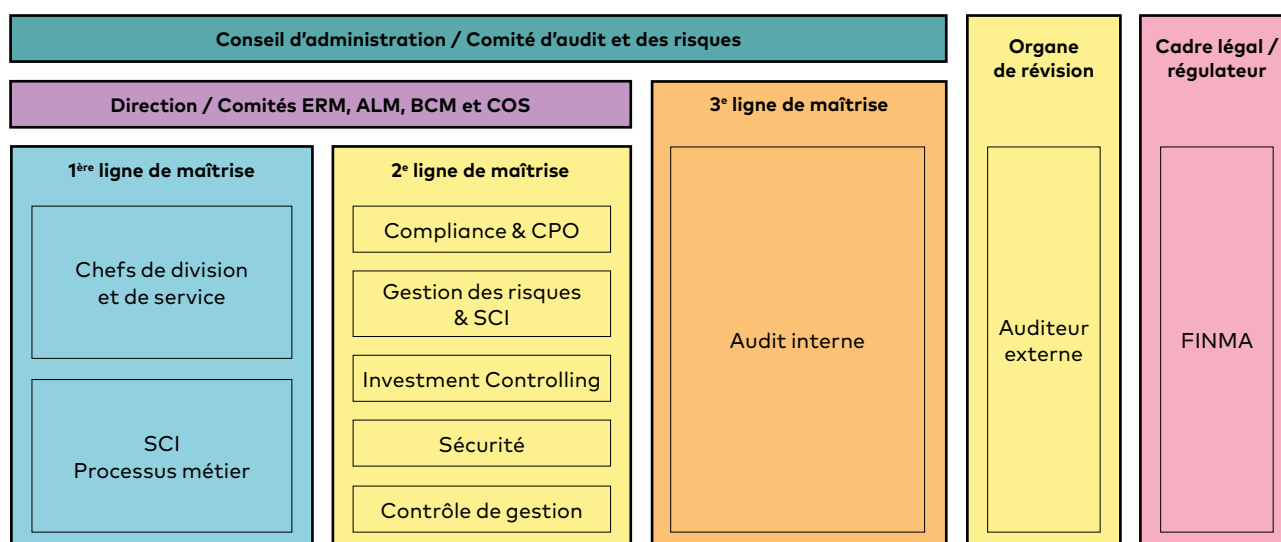 Conseil d'administration / Comité d'audit et des risques
Direction / Comités ERM, ALM, BCM et COS
1ère ligne de maîtrise
Chefs de division
et de service
SCI
Processus métier
2e ligne de maîtrise
Compliance & CPO
Gestion des risques
& SCI
Investment Controlling
Sécurité
Contrôle de gestion
3e ligne de maîtrise
Audit interne
Organe
de révision
Auditeur
externe
Cadre légal /
régulateur
FINMA